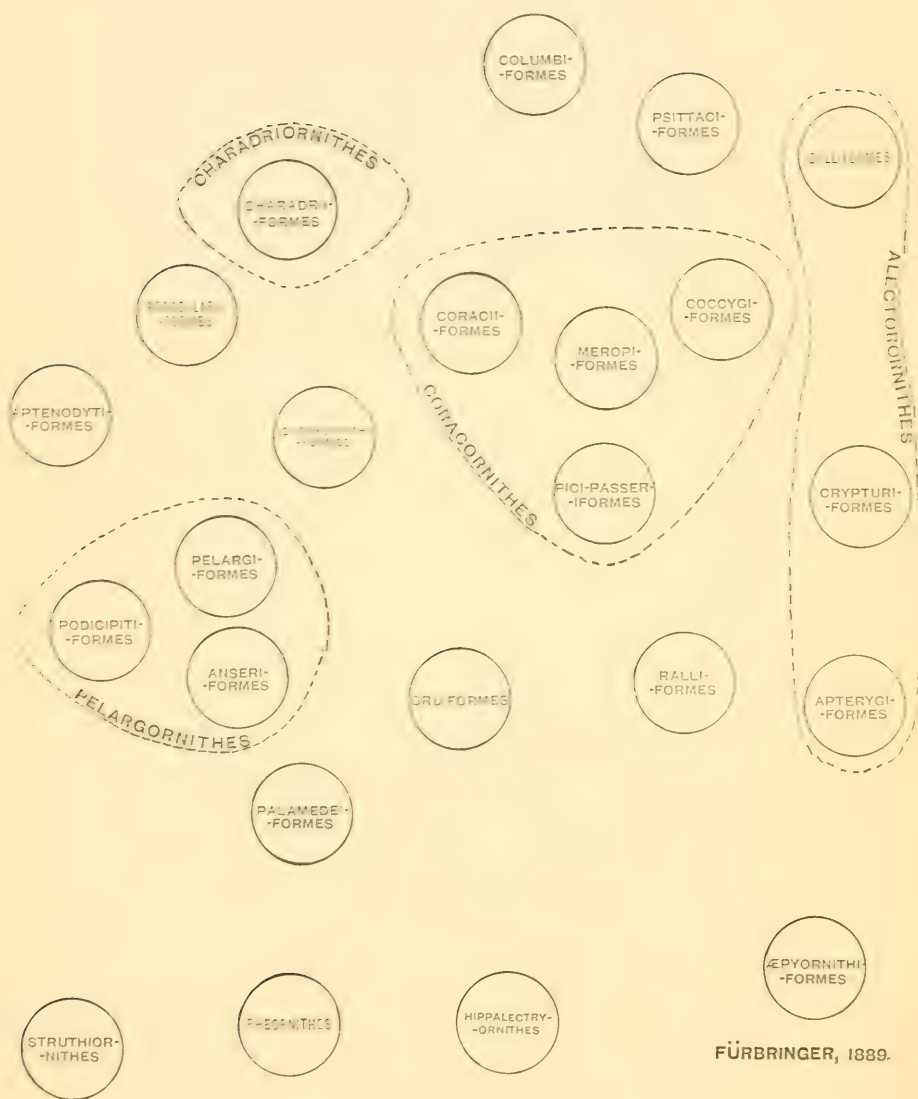 COLUMBI-
-FORMES
PSITTACI-
-FORMES
CHARADRIORNITHES
CHARADRII-
-FORMES
ALECTORORNITHES
CORACII-
-FORMES
COCCYGI-
-FORMES
MEROPI-
-FORMES
CORACORNITHES
PICI-PASSER-
-IFORMES
APTENODYTI-
-FORMES
CRYPTURI-
-FORMES
PELARGI-
-FORMES
PODICIPITI-
-FORMES
ANSERI-
-FORMES
PELARGORNITHES
GRUIFORMES
RALLI-
-FORMES
APTERYGI-
-FORMES
PALAMEDEI-
-FORMES
ÆPYORNITHI-
-FORMES
STRUTHIOR-
-NITHES
RHEORNITHES
HIPPALECTRY-
-ORNITHES
FÜRBRINGER, 1889.